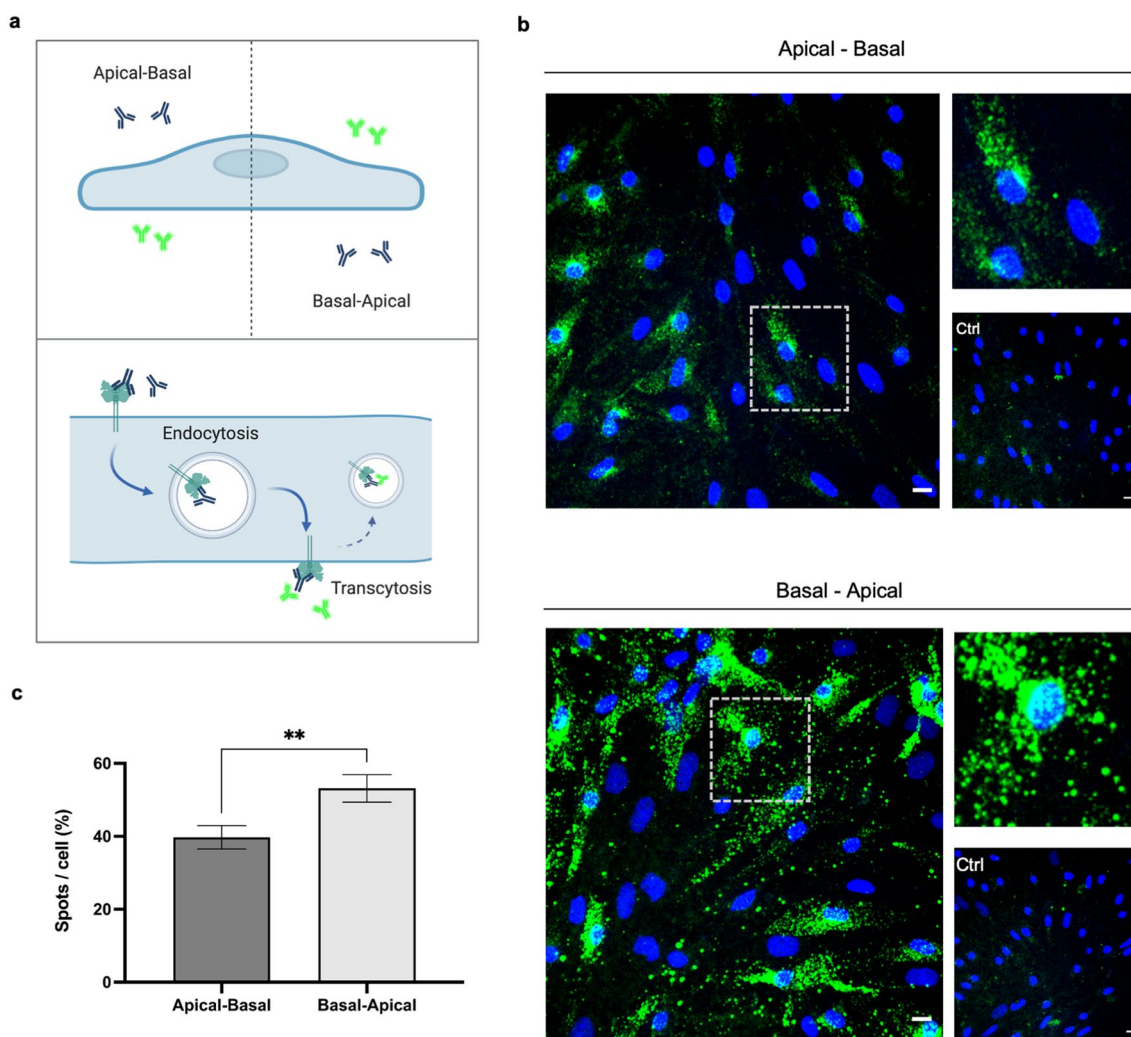 a
Apical-Basal
Basal-Apical
Endocytosis
Transcytosis
b
Apical - Basal
Ctrl
Basal - Apical
Ctrl
c
**
Spots / cell (%)
60
40
20
0
Apical-Basal
Basal-Apical